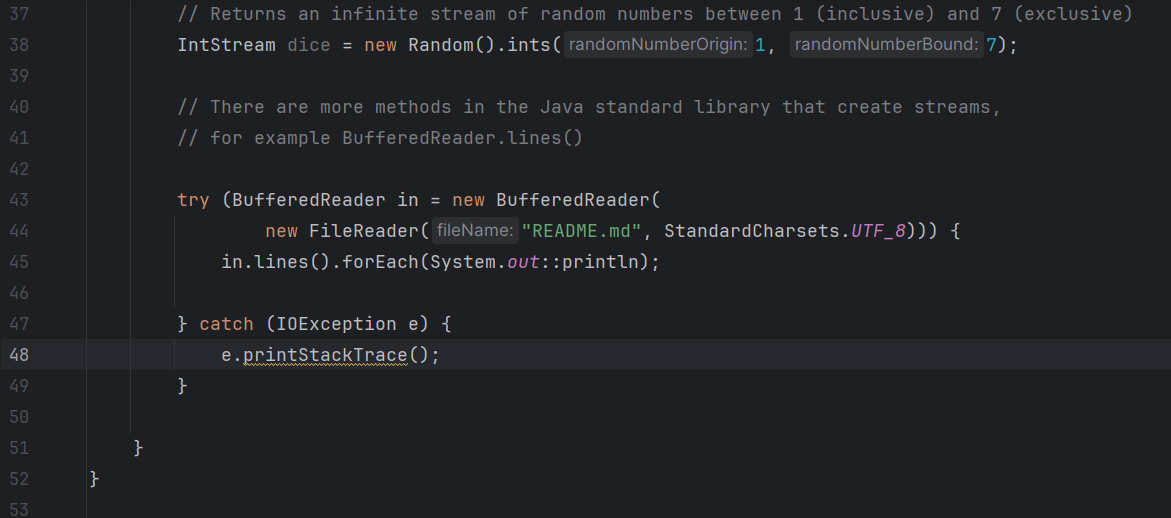 37 // Returns an infinite stream of random numbers between 1 (inclusive) and 7 (exclusive)
38 IntStream dice = new Random().ints( randomNumberOrigin: 1, randomNumberBound: 7);
39
40 // There are more methods in the Java standard library that create streams,
41 // for example BufferedReader.lines()
42
43 try (BufferedReader in = new BufferedReader(
44 new FileReader( fileName: "README.md", StandardCharsets.UTF_8))) {
45 in.lines().forEach(System.out::println);
46
47 } catch (IOException e) {
48 e.printStackTrace();
49 }
50
51 }
52 }
53